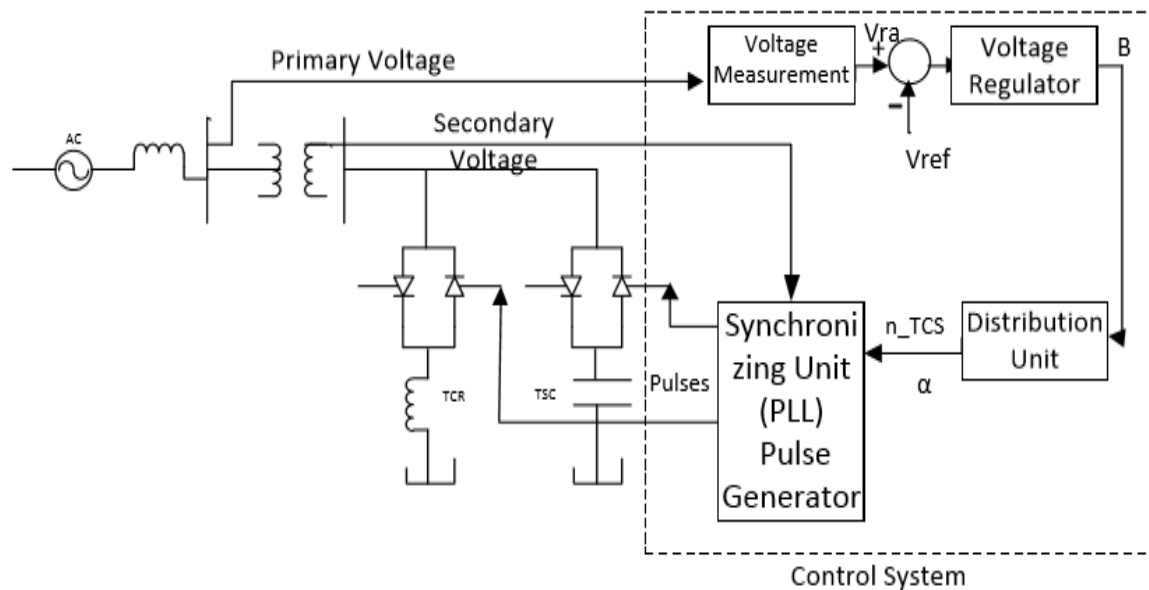 Primary Voltage
Voltage
Measurement
Vra
+
-
Vref
Voltage
Regulator
B
AC
Secondary
Voltage
TCR
TSC
Pulses
Synchroni
zing Unit
(PLL)
Pulse
Generator
n_TCS
α
Distribution
Unit
Control System